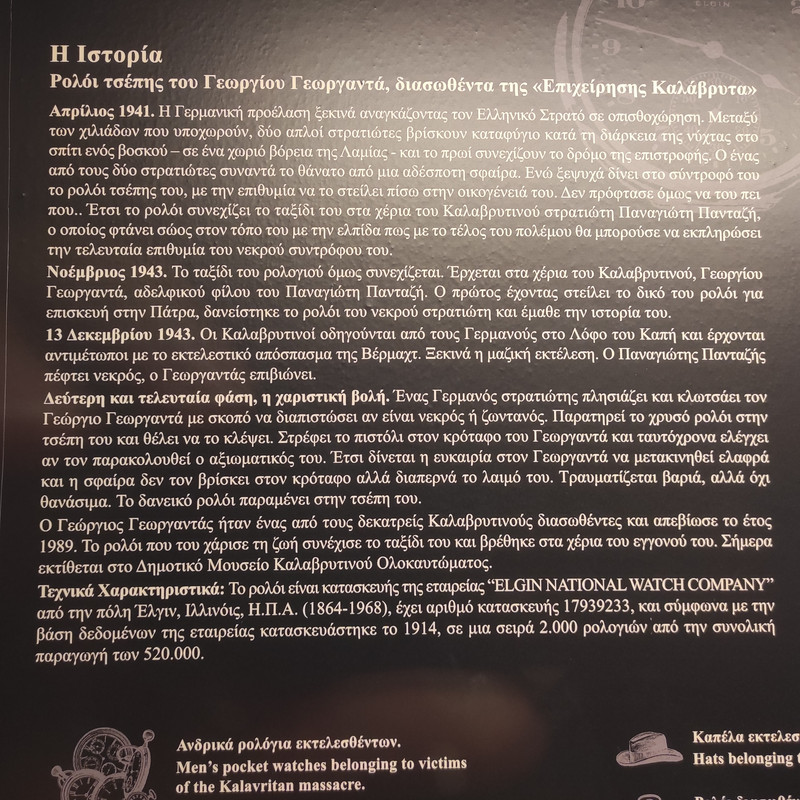 Η Ιστορία
Ρολόι τσέπης του Γεωργίου Γεωργαντά, διασωθέντα της «Επιχείρησης Καλάβρυτα»
Απρίλιος 1941. Η Γερμανική προέλαση ξεκινά αναγκάζοντας τον Ελληνικό Στρατό σε οπισθοχώρηση. Μεταξύ
των χιλιάδων που υποχωρούν, δύο απλοί στρατιώτες βρίσκουν καταφύγιο κατά τη διάρκεια της νύχτας στο
σπίτι ενός βοσκού – σε ένα χωριό βόρεια της Λαμίας - και το πρωί συνεχίζουν το δρόμο της επιστροφής. Ο ένας
από τους δύο στρατιώτες συναντά το θάνατο από μια αδέσποτη σφαίρα. Ενώ ξεψυχά δίνει στο σύντροφό του
το ρολόι τσέπης του, με την επιθυμία να το στείλει πίσω στην οικογένειά του. Δεν πρόφτασε όμως να του πει
που.. Έτσι το ρολόι συνεχίζει το ταξίδι του στα χέρια του Καλαβρυτινού στρατιώτη Παναγιώτη Πανταζή,
ο οποίος φτάνει σώος στον τόπο του με την ελπίδα πως με το τέλος του πολέμου θα μπορούσε να εκπληρώσει
την τελευταία επιθυμία του νεκρού συντρόφου του.
Νοέμβριος 1943. Το ταξίδι του ρολογιού όμως συνεχίζεται. Έρχεται στα χέρια του Καλαβρυτινού, Γεωργίου
Γεωργαντά, αδελφικού φίλου του Παναγιώτη Πανταζή. Ο πρώτος έχοντας στείλει το δικό του ρολόι για
επισκευή στην Πάτρα, δανείστηκε το ρολόι του νεκρού στρατιώτη και έμαθε την ιστορία του.
13 Δεκεμβρίου 1943. Οι Καλαβρυτινοί οδηγούνται από τους Γερμανούς στο Λόφο του Καπή και έρχονται
αντιμέτωποι με το εκτελεστικό απόσπασμα της Βέρμαχτ. Ξεκινά η μαζική εκτέλεση. Ο Παναγιώτης Πανταζής
πέφτει νεκρός, ο Γεωργαντάς επιβιώνει.
Δεύτερη και τελευταία φάση, η χαριστική βολή. Ένας Γερμανός στρατιώτης πλησιάζει και κλωτσάει τον
Γεώργιο Γεωργαντά με σκοπό να διαπιστώσει αν είναι νεκρός ή ζωντανός. Παρατηρεί το χρυσό ρολόι στην
τσέπη του και θέλει να το κλέψει. Στρέφει το πιστόλι στον κρόταφο του Γεωργαντά και ταυτόχρονα ελέγχει
αν τον παρακολουθεί ο αξιωματικός του. Έτσι δίνεται η ευκαιρία στον Γεωργαντά να μετακινηθεί ελαφρά
και η σφαίρα δεν τον βρίσκει στον κρόταφο αλλά διαπερνά το λαιμό του. Τραυματίζεται βαριά, αλλά όχι
θανάσιμα. Το δανεικό ρολόι παραμένει στην τσέπη του.
Ο Γεώργιος Γεωργαντάς ήταν ένας από τους δεκατρείς Καλαβρυτινούς διασωθέντες και απεβίωσε το έτος
1989. Το ρολόι που του χάρισε τη ζωή συνέχισε το ταξίδι του και βρέθηκε στα χέρια του εγγονού του. Σήμερα
εκτίθεται στο Δημοτικό Μουσείο Καλαβρυτινού Ολοκαυτώματος.
Τεχνικά Χαρακτηριστικά: Το ρολόι είναι κατασκευής της εταιρείας “ELGIN NATIONAL WATCH COMPANY”
από την πόλη Έλγιν, Ιλλινόις, Η.Π.Α. (1864-1968), έχει αριθμό κατασκευής 17939233, και σύμφωνα με την
βάση δεδομένων της εταιρείας κατασκευάστηκε το 1914, σε μια σειρά 2.000 ρολογιών από την συνολική
παραγωγή των 520.000.
Ανδρικά ρολόγια εκτελεσθέντων.
Men’s pocket watches belonging to victims
of the Kalavritan massacre.
Καπέλα
Hats belonging